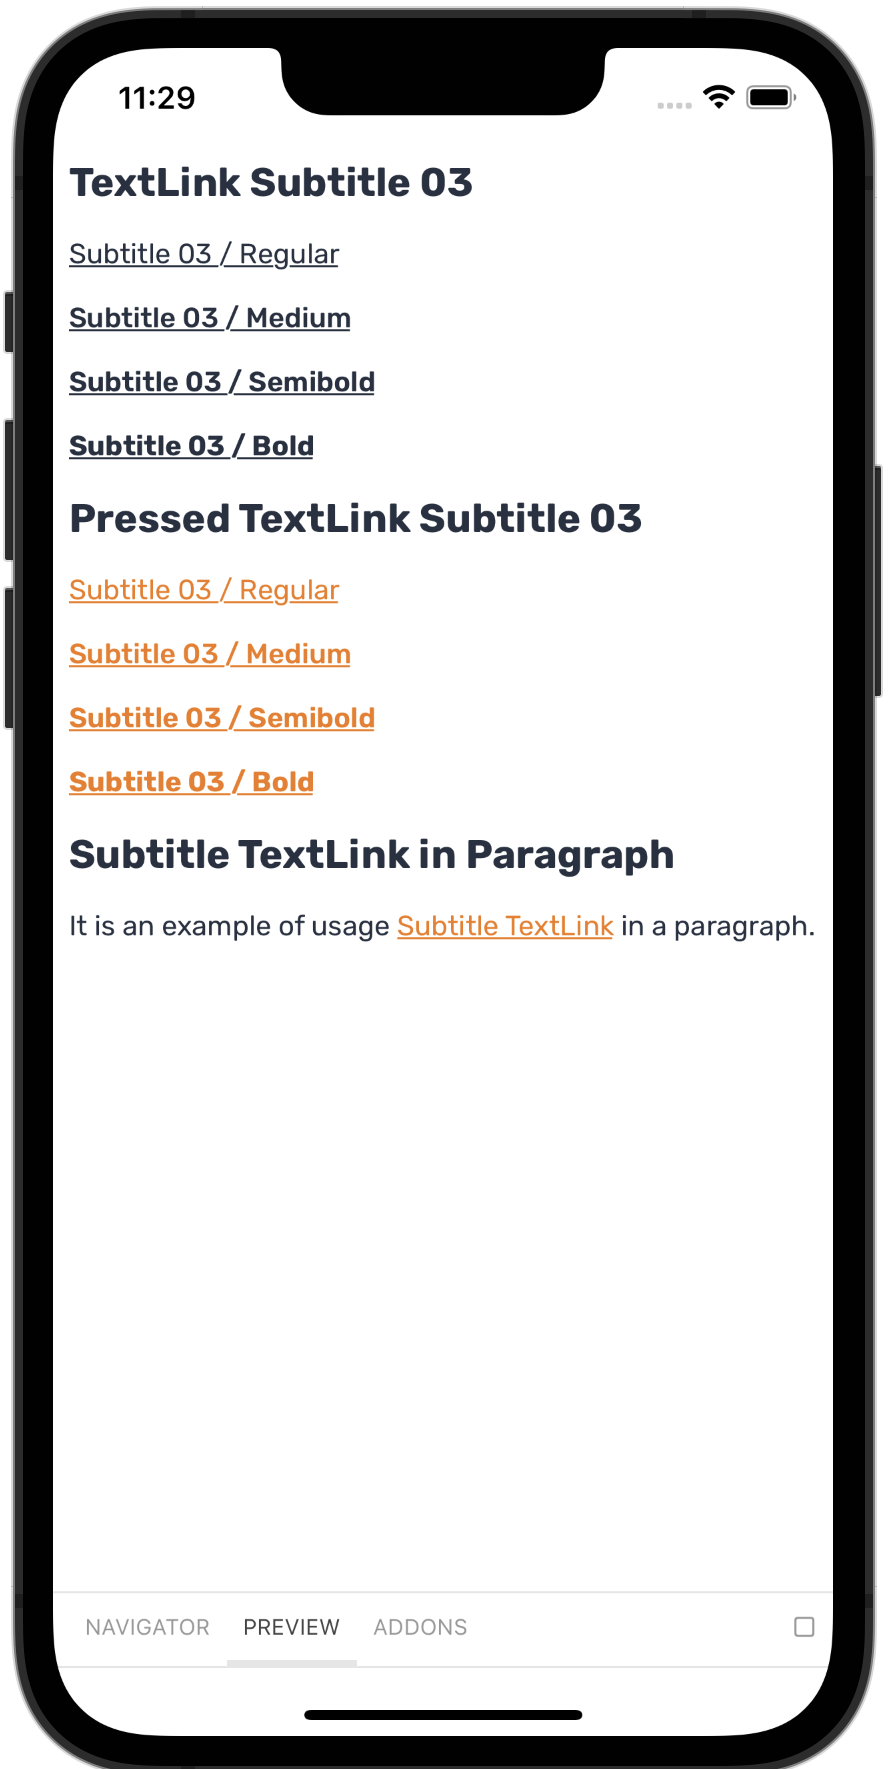 11:29
TextLink Subtitle 03
Subtitle 03 / Regular
Subtitle 03 / Medium
Subtitle 03 / Semibold
Subtitle 03 / Bold
Pressed TextLink Subtitle 03
Subtitle 03 / Regular
Subtitle 03 / Medium
Subtitle 03 / Semibold
Subtitle 03 / Bold
Subtitle TextLink in Paragraph
It is an example of usage Subtitle TextLink in a paragraph.
NAVIGATOR PREVIEW ADDONS